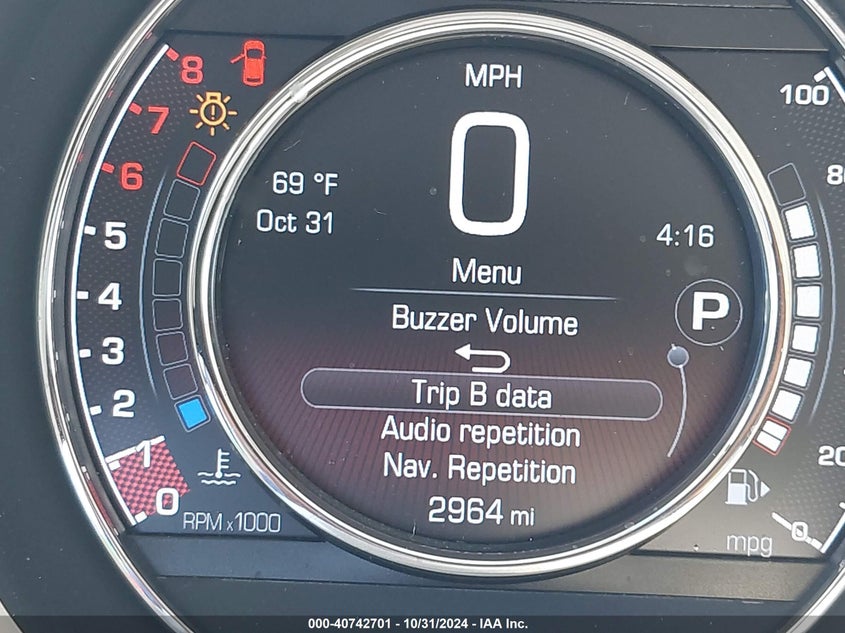 8
7
6
5
4
3
2
1
0
RPM x1000
MPH
0
69 °F
Oct 31
4:16
Menu
P
Buzzer Volume
Trip B data
Audio repetition
Nav. Repetition
2964 mi
100
80
20
0
mpg
000-40742701 - 10/31/2024 - IAA Inc.